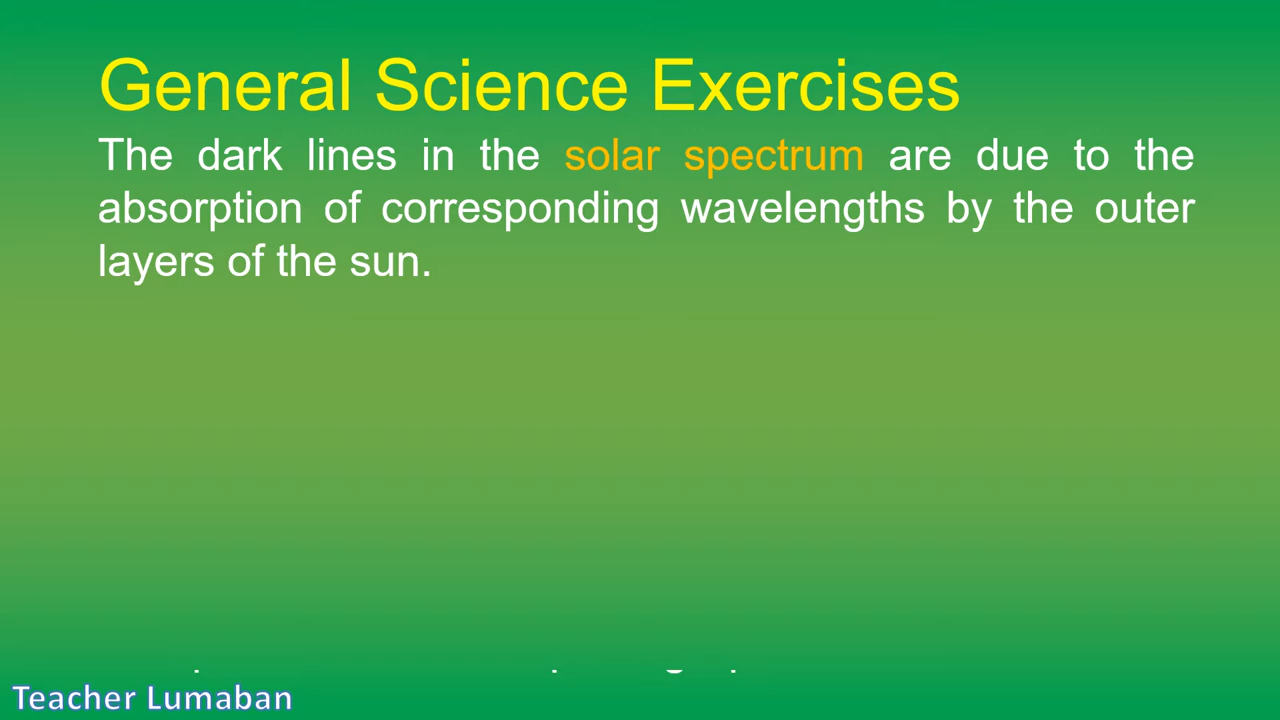 General Science Exercises
The dark lines in the solar spectrum are due to the
absorption of corresponding wavelengths by the outer
layers of the sun.
Teacher Lumaban